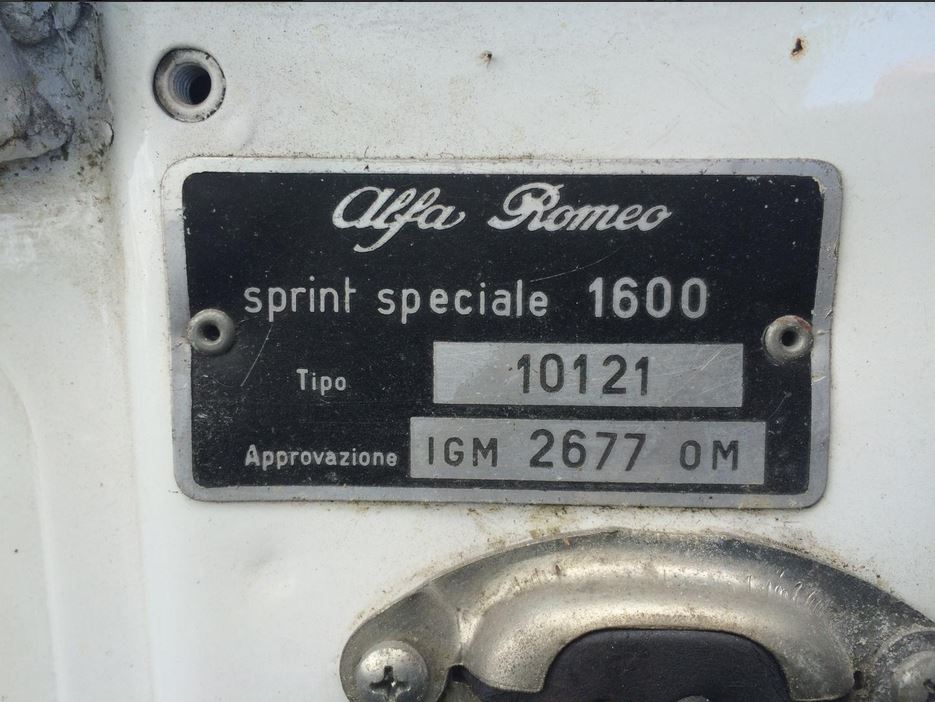 Alfa Romeo
sprint speciale 1600
Tipo 10121
Approvazione IGM 2677 OM